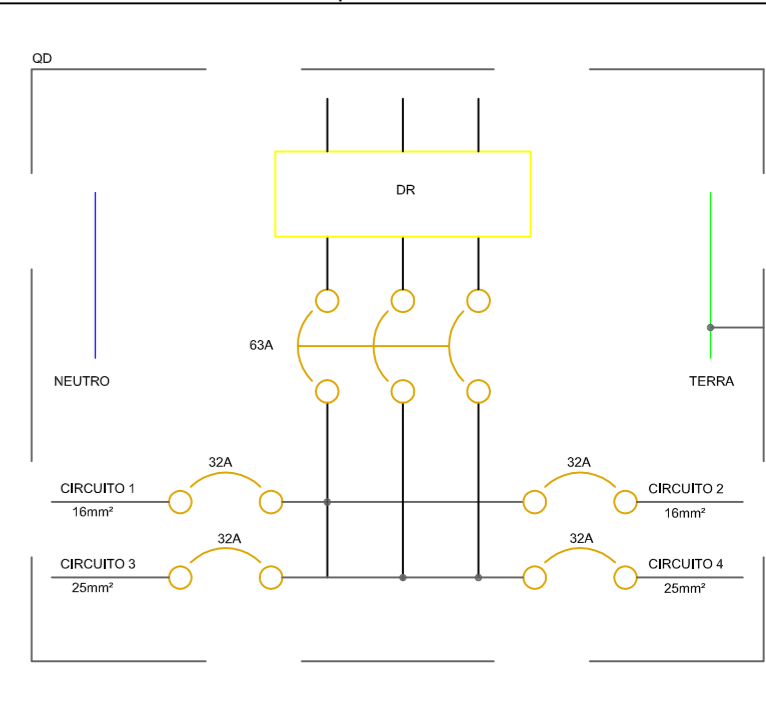 QD
DR
63A
NEUTRO
TERRA
32A
32A
CIRCUITO 1
CIRCUITO 2
16mm²
16mm²
32A
32A
CIRCUITO 3
CIRCUITO 4
25mm²
25mm²